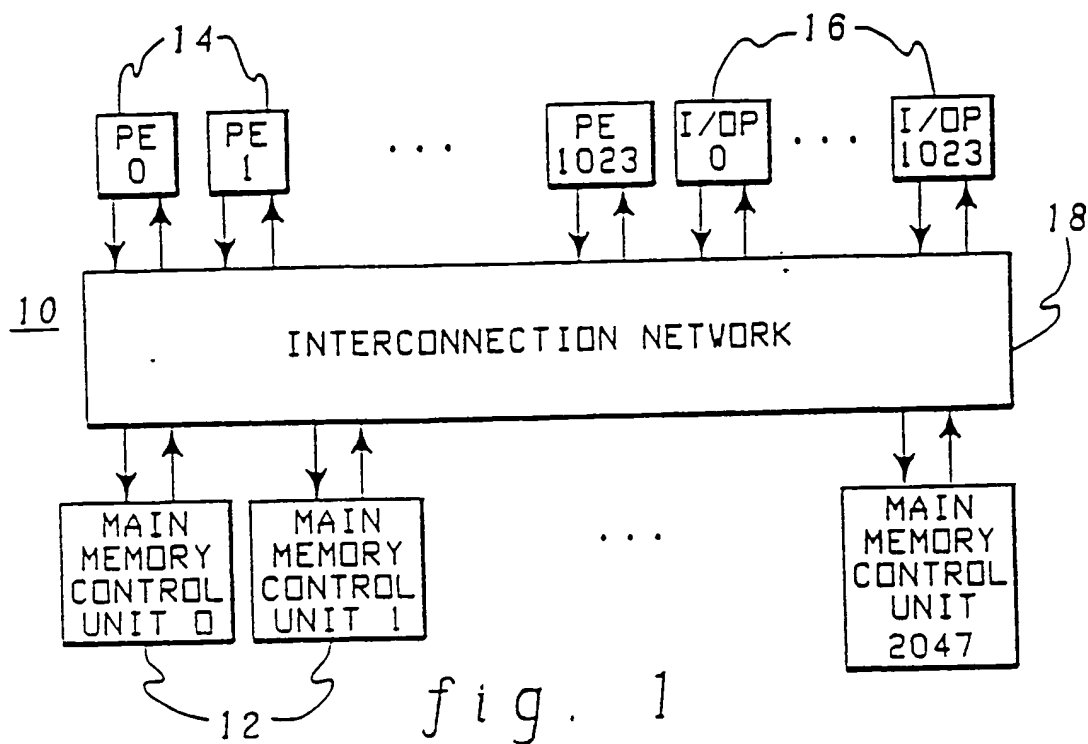 14
16
PE
0
PE
1
. . .
PE
1023
I/OP
0
. . .
I/OP
1023
18
10
INTERCONNECTION NETWORK
MAIN
MEMORY
CONTROL
UNIT 0
MAIN
MEMORY
CONTROL
UNIT 1
. . .
MAIN
MEMORY
CONTROL
UNIT
2047
12
fig. 1